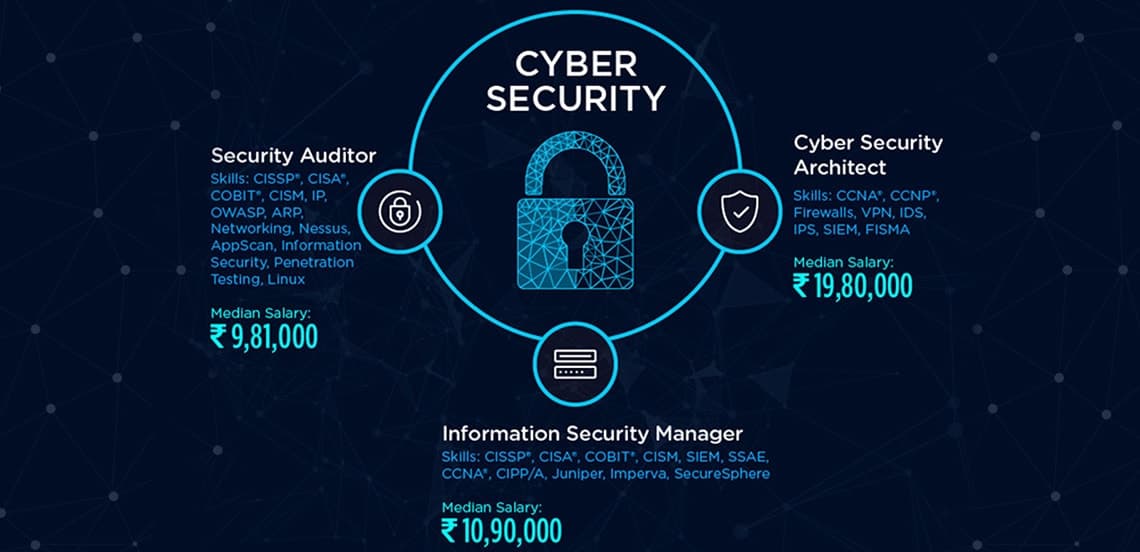 CYBER
SECURITY
Security Auditor
Skills: CISSP®, CISA®,
COBIT®, CISM, IP,
OWASP, ARP,
Networking, Nessus,
AppScan, Information
Security, Penetration
Testing, Linux
Median Salary:
₹ 9,81,000
Cyber Security
Architect
Skills: CCNA®, CCNP®,
Firewalls, VPN, IDS,
IPS, SIEM, FISMA
Median Salary:
₹ 19,80,000
Information Security Manager
Skills: CISSP®, CISA®, COBIT®, CISM, SIEM, SSAE,
CCNA®, CIPP/A, Juniper, Imperva, SecureSphere
Median Salary:
₹ 10,90,000